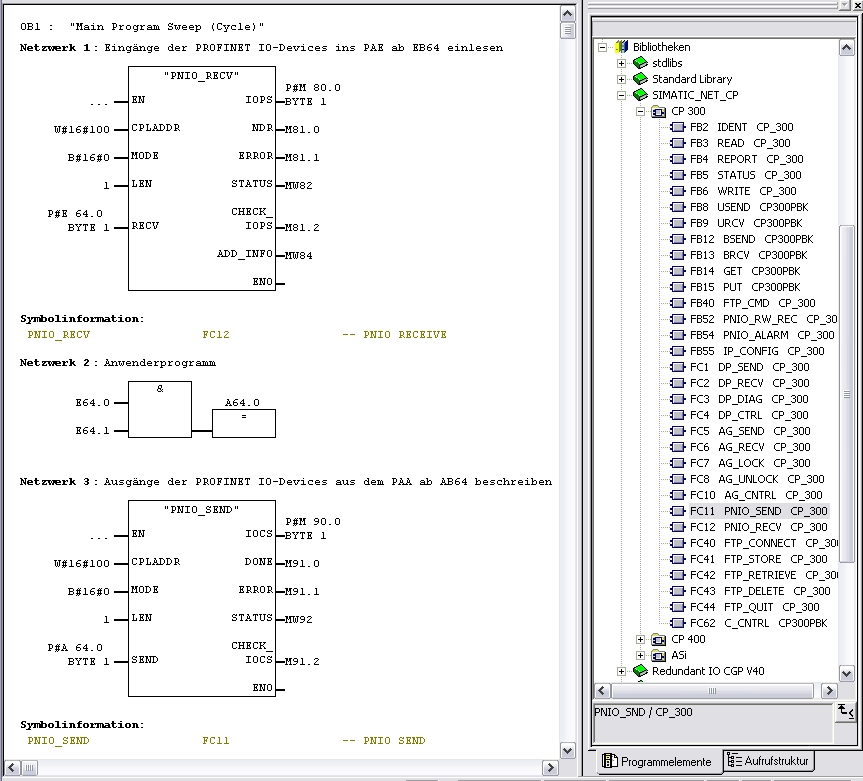 OB1 : "Main Program Sweep (Cycle)"
Netzwerk 1 : Eingänge der PROFINET IO-Devices ins PAE ab EB64 einlesen
"PNIO_RECV"
P#M 80.0
... EN IOPS BYTE 1
W#16#100 CPLADDR NDR M81.0
B#16#0 MODE ERROR M81.1
1 LEN STATUS MW82
P#E 64.0 CHECK_
BYTE 1 RECV IOPS M81.2
ADD_INFO MW84
ENO
Symbolinformation:
PNIO_RECV FC12 -- PNIO RECEIVE
Netzwerk 2 : Anwenderprogramm
&
E64.0 A64.0
=
E64.1
Netzwerk 3 : Ausgänge der PROFINET IO-Devices aus dem PAA ab AB64 beschreiben
"PNIO_SEND"
P#M 90.0
... EN IOCS BYTE 1
W#16#100 CPLADDR DONE M91.0
B#16#0 MODE ERROR M91.1
1 LEN STATUS MW92
P#A 64.0 CHECK_
BYTE 1 SEND IOCS M91.2
ENO
Symbolinformation:
PNIO_SEND FC11 -- PNIO SEND
Bibliotheken
stdlibs
Standard Library
SIMATIC_NET_CP
CP 300
FB2 IDENT CP_300
FB3 READ CP_300
FB4 REPORT CP_300
FB5 STATUS CP_300
FB6 WRITE CP_300
FB8 USEND CP300PBK
FB9 URCV CP300PBK
FB12 BSEND CP300PBK
FB13 BRCV CP300PBK
FB14 GET CP300PBK
FB15 PUT CP300PBK
FB40 FTP_CMD CP_300
FB52 PNIO_RW_REC CP_30
FB54 PNIO_ALARM CP_300
FB55 IP_CONFIG CP_300
FC1 DP_SEND CP_300
FC2 DP_RECV CP_300
FC3 DP_DIAG CP_300
FC4 DP_CTRL CP_300
FC5 AG_SEND CP_300
FC6 AG_RECV CP_300
FC7 AG_LOCK CP_300
FC8 AG_UNLOCK CP_300
FC10 AG_CNTRL CP_300
FC11 PNIO_SEND CP_300
FC12 PNIO_RECV CP_300
FC40 FTP_CONNECT CP_30
FC41 FTP_STORE CP_300
FC42 FTP_RETRIEVE CP_30
FC43 FTP_DELETE CP_300
FC44 FTP_QUIT CP_300
FC62 C_CNTRL CP300PBK
CP 400
ASi
Redundant IO CGP V40
PNIO_SND / CP_300
Programmelemente Aufrufstruktur